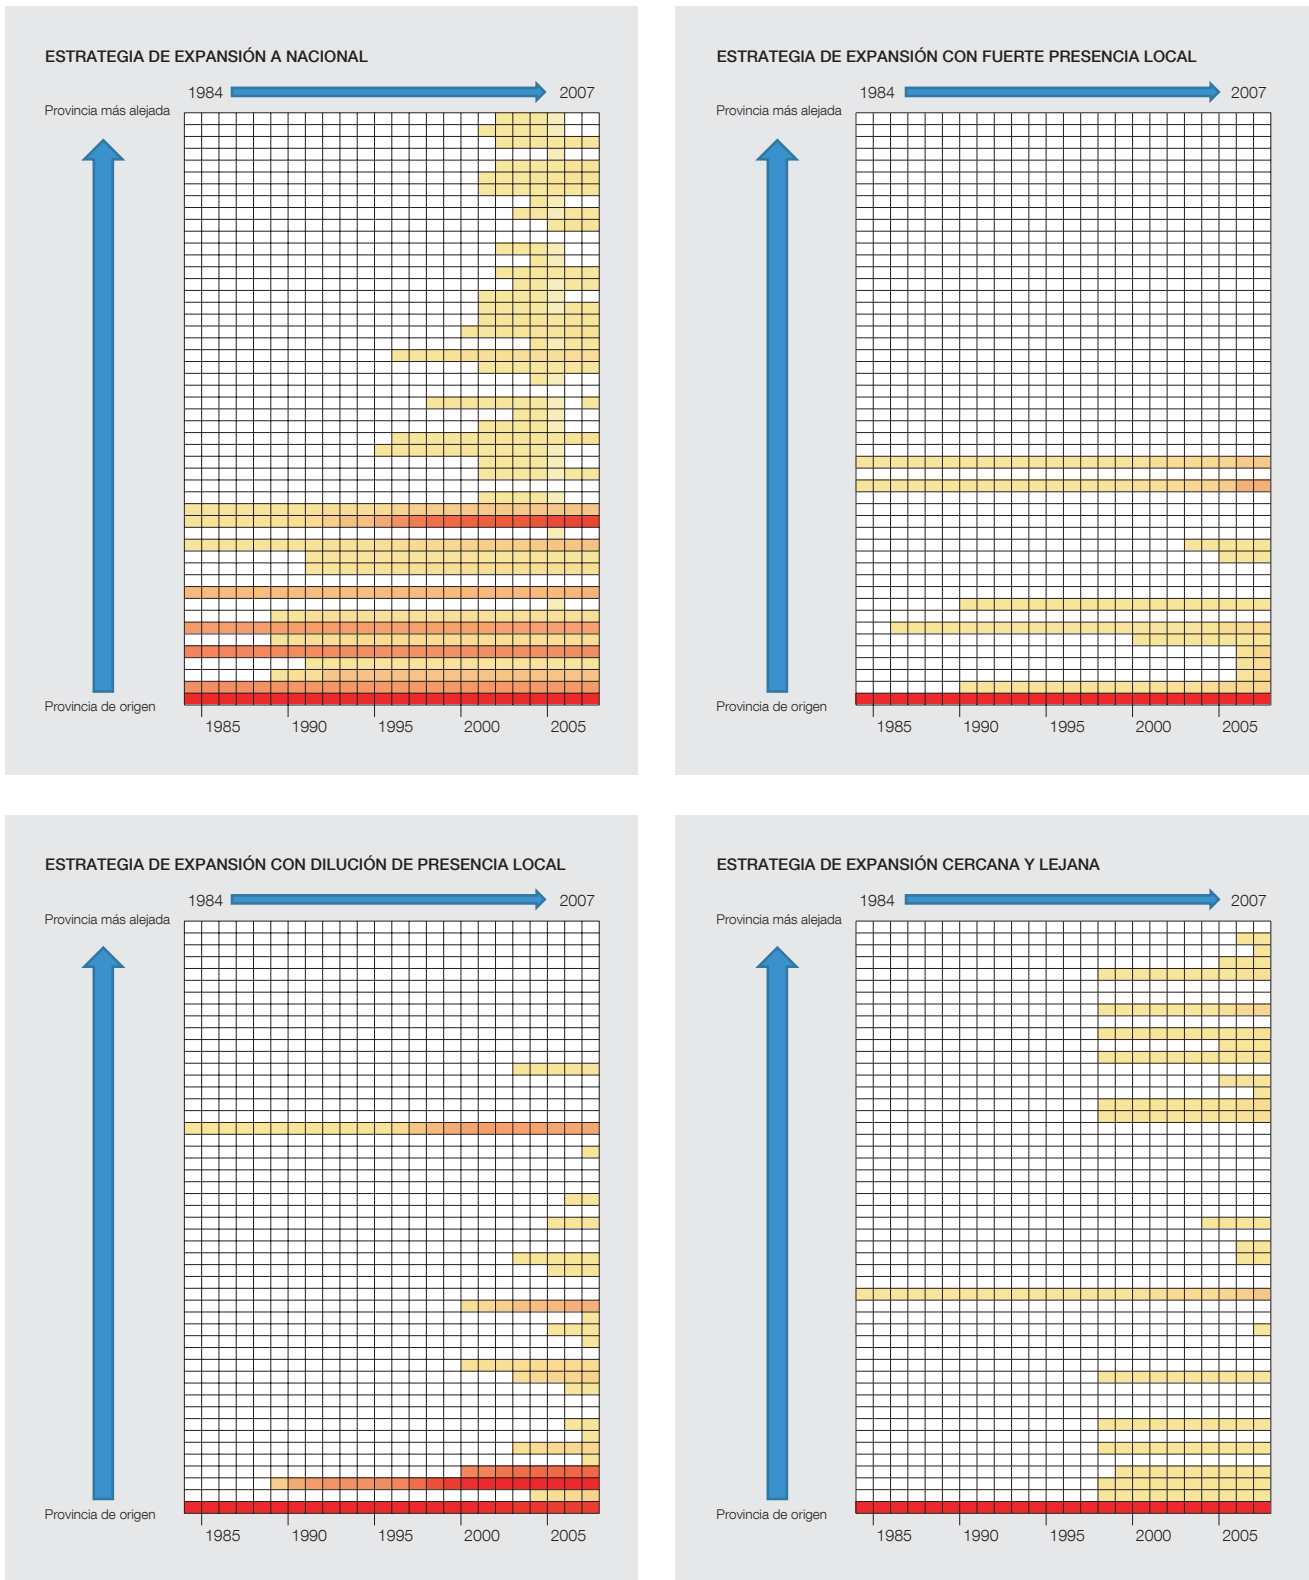 ESTRATEGIA DE EXPANSIÓN A NACIONAL
1984 2007
Provincia más alejada
Provincia de origen
1985 1990 1995 2000 2005
ESTRATEGIA DE EXPANSIÓN CON FUERTE PRESENCIA LOCAL
1984 2007
Provincia más alejada
Provincia de origen
1985 1990 1995 2000 2005
ESTRATEGIA DE EXPANSIÓN CON DILUCIÓN DE PRESENCIA LOCAL
1984 2007
Provincia más alejada
Provincia de origen
1985 1990 1995 2000 2005
ESTRATEGIA DE EXPANSIÓN CERCANA Y LEJANA
1984 2007
Provincia más alejada
Provincia de origen
1985 1990 1995 2000 2005